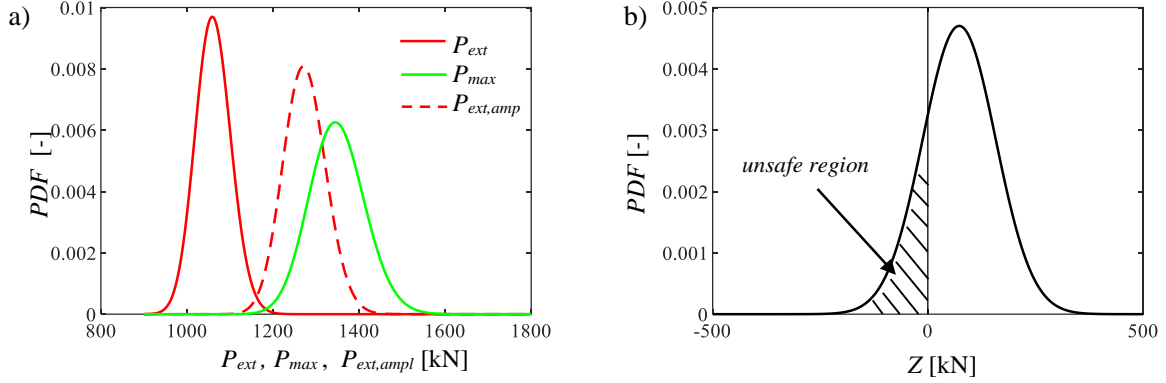 a)
0.01
0.008
0.006
0.004
0.002
0
800
1000
1200
1400
1600
1800
PDF [-]
P_ext, P_max, P_ext,ampl [kN]
P_ext
P_max
P_ext,amp
b)
0.005
0.004
0.003
0.002
0.001
0
-500
0
500
PDF [-]
Z [kN]
unsafe region